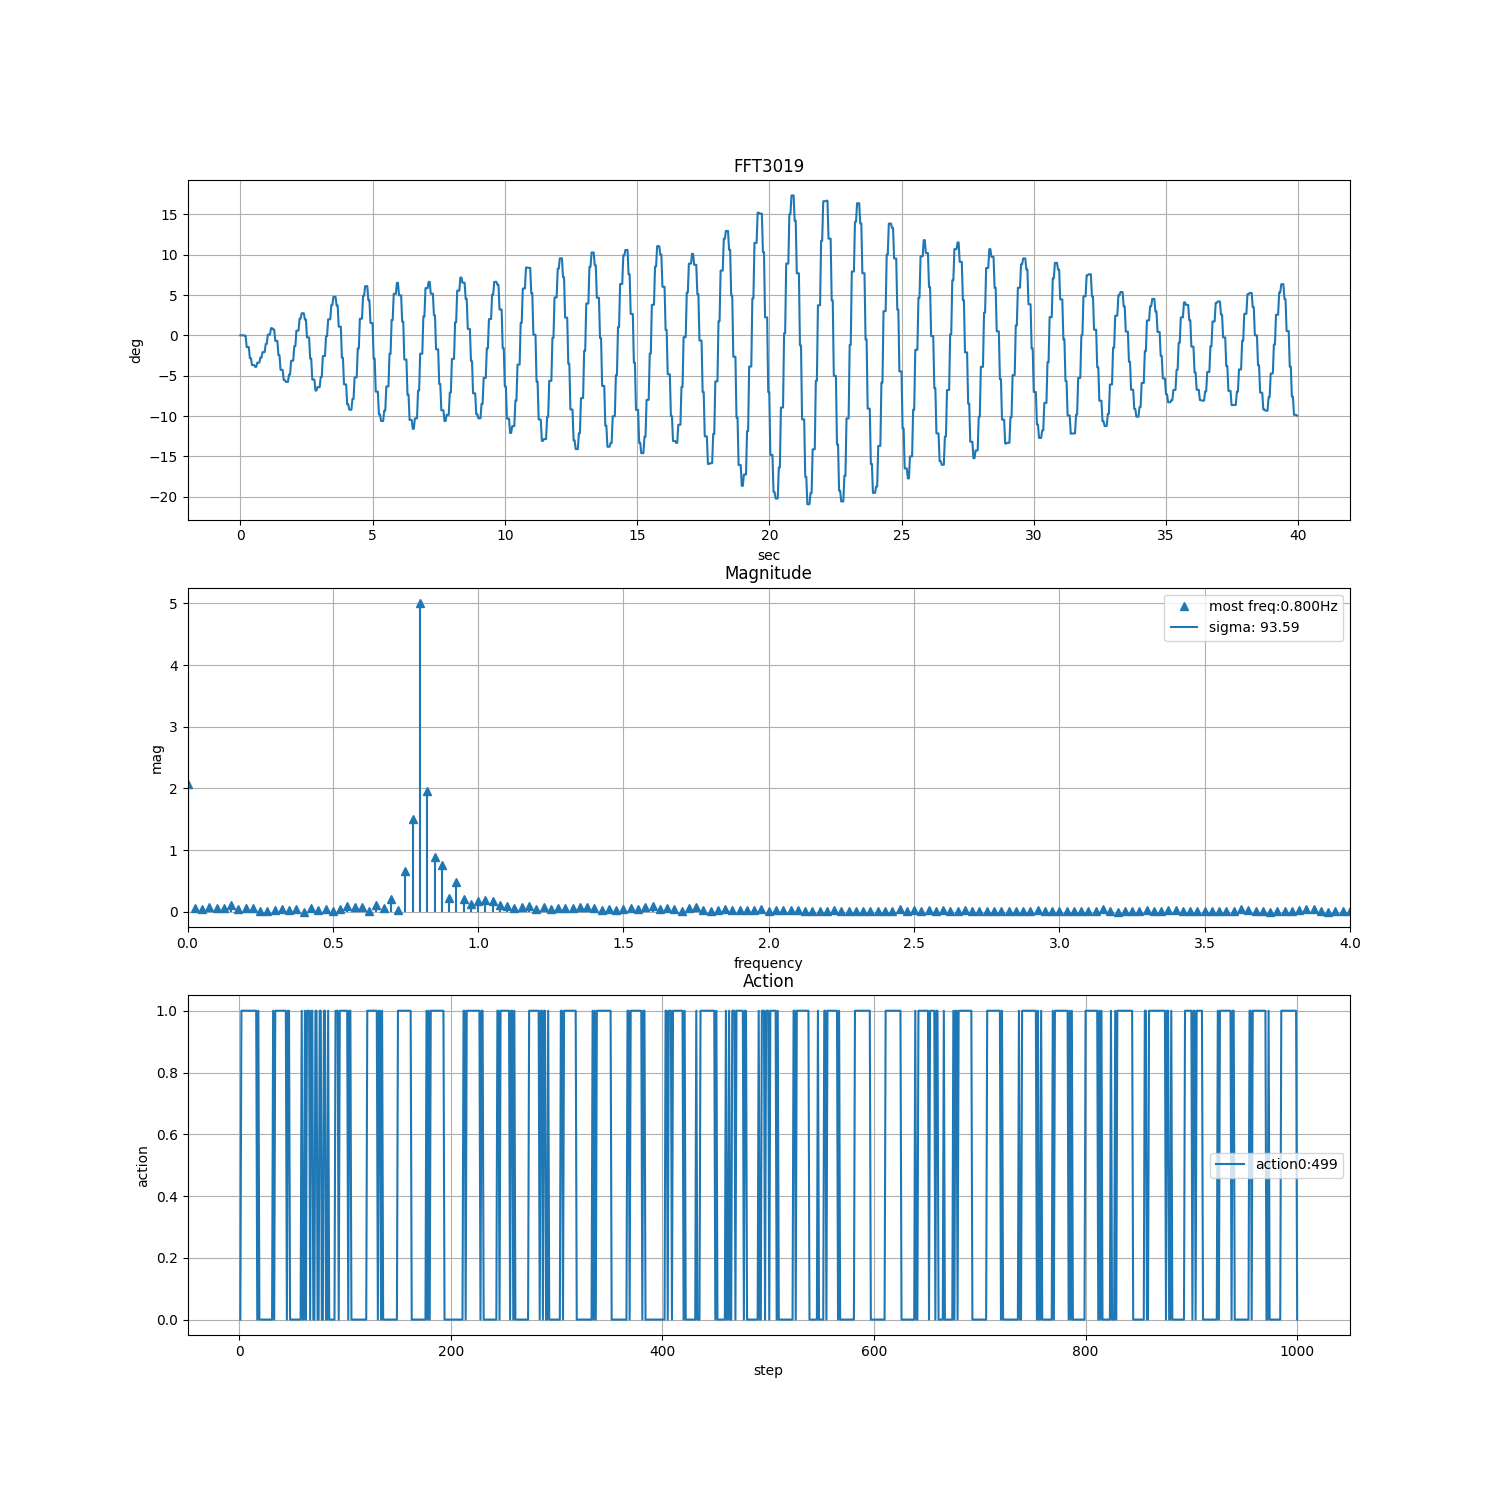 FFT3019
15
10
5
0
−5
−10
−15
−20
deg
0 5 10 15 20 25 30 35 40
sec
Magnitude
5
4
3
2
1
0
mag
most freq:0.800Hz
sigma: 93.59
0.0 0.5 1.0 1.5 2.0 2.5 3.0 3.5 4.0
frequency
Action
1.0
0.8
0.6
0.4
0.2
0.0
action
action0:499
0 200 400 600 800 1000
step